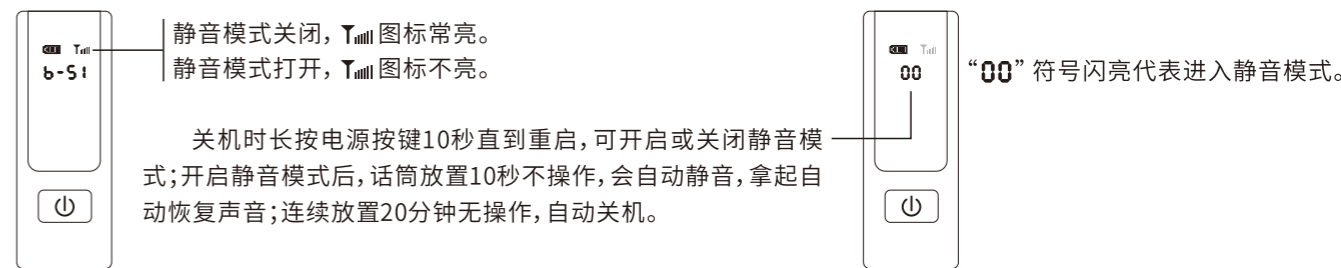 静音模式关闭，图标常亮。
静音模式打开，图标不亮。
b-51
00
“00” 符号闪亮代表进入静音模式。
关机时长按电源按键10秒直到重启，可开启或关闭静音模
式；开启静音模式后，话筒放置10秒不操作，会自动静音，拿起自
动恢复声音；连续放置20分钟无操作，自动关机。